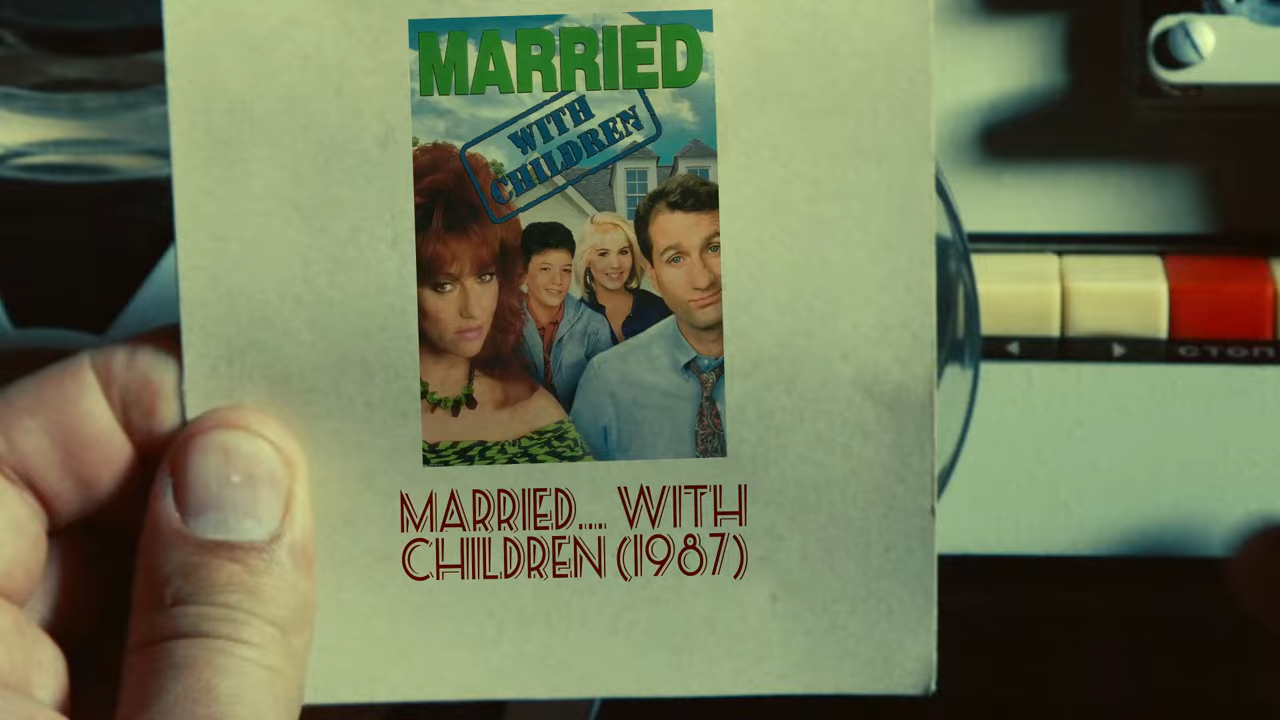 MARRIED
WITH
CHILDREN
MARRIED... WITH
CHILDREN (1987)
СТОП